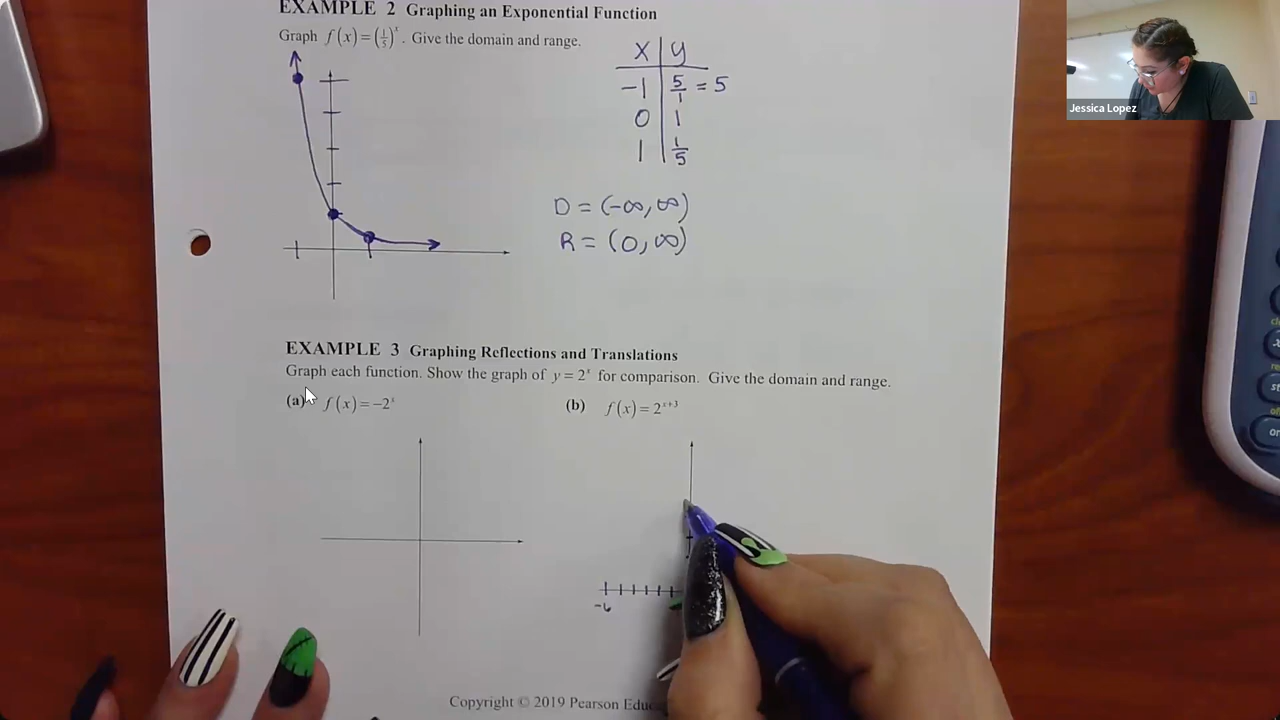 EXAMPLE 2 Graphing an Exponential Function
Graph f(x) = (1/5)^x. Give the domain and range.
x | y
-1 | 5/1 = 5
0 | 1
1 | 1/5
D = (-∞, ∞)
R = (0, ∞)
EXAMPLE 3 Graphing Reflections and Translations
Graph each function. Show the graph of y = 2^x for comparison. Give the domain and range.
(a) f(x) = -2^x
(b) f(x) = 2^(x+3)
-6
Copyright © 2019 Pearson
Jessica Lopez